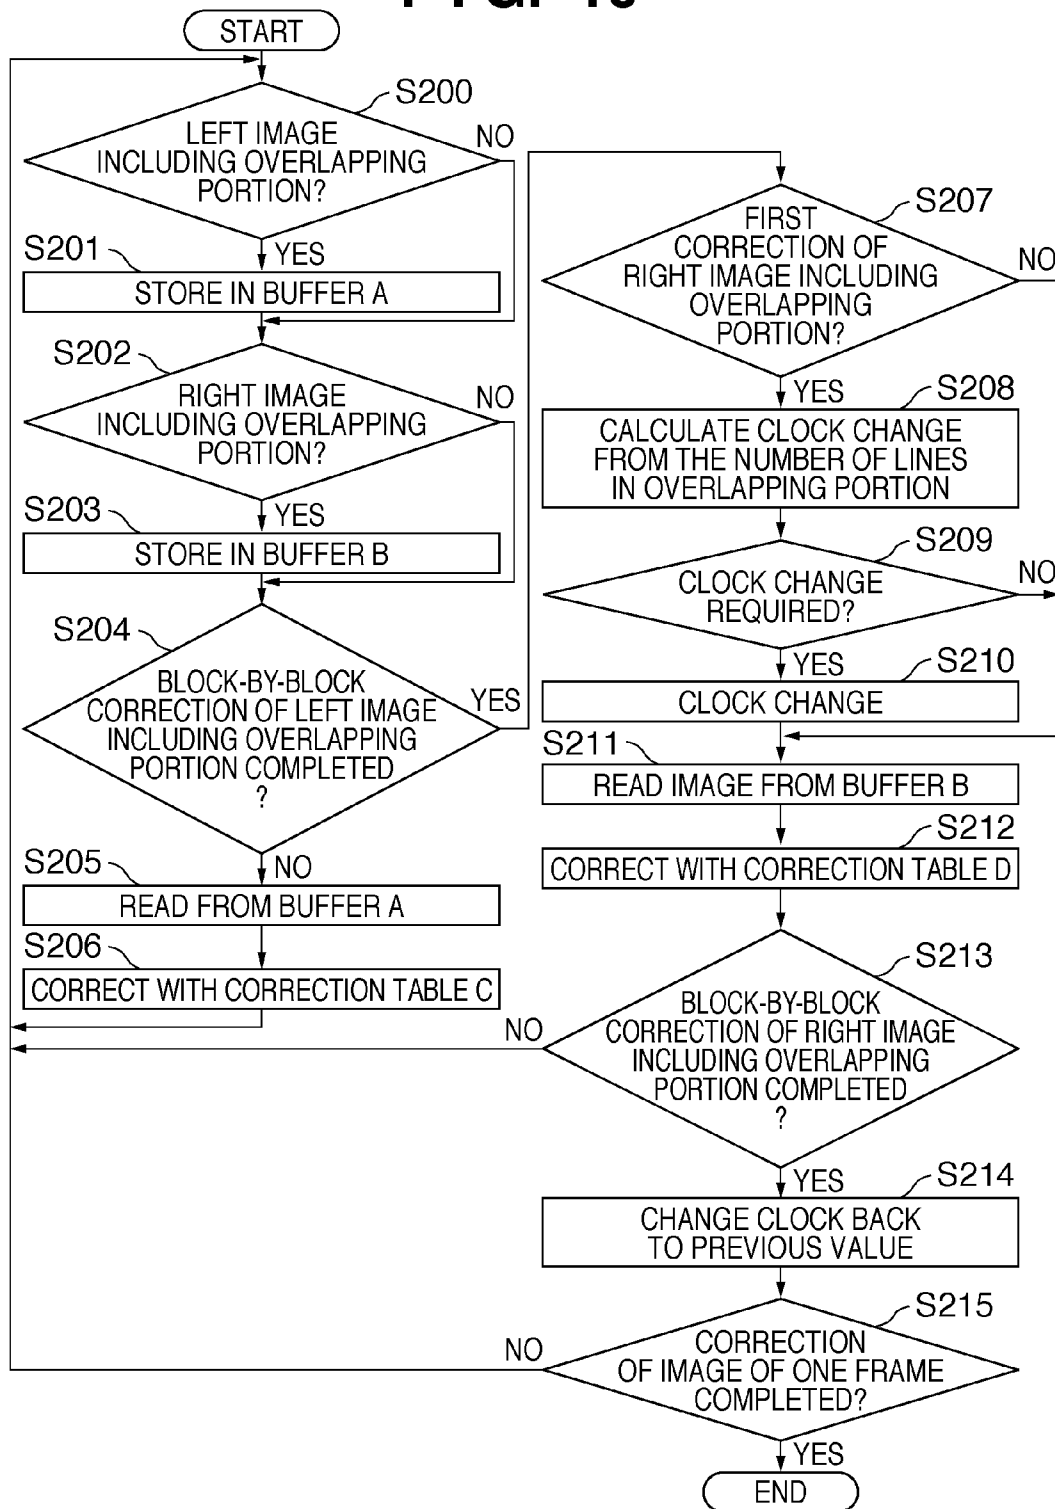 START
S200
LEFT IMAGE
INCLUDING OVERLAPPING
PORTION?
NO
YES
S201
STORE IN BUFFER A
S202
RIGHT IMAGE
INCLUDING OVERLAPPING
PORTION?
NO
YES
S203
STORE IN BUFFER B
S204
BLOCK-BY-BLOCK
CORRECTION OF LEFT IMAGE
INCLUDING OVERLAPPING
PORTION COMPLETED
?
YES
NO
S205
READ FROM BUFFER A
S206
CORRECT WITH CORRECTION TABLE C
S207
FIRST
CORRECTION OF
RIGHT IMAGE INCLUDING
OVERLAPPING
PORTION?
NO
YES
S208
CALCULATE CLOCK CHANGE
FROM THE NUMBER OF LINES
IN OVERLAPPING PORTION
S209
CLOCK CHANGE
REQUIRED?
NO
YES
S210
CLOCK CHANGE
S211
READ IMAGE FROM BUFFER B
S212
CORRECT WITH CORRECTION TABLE D
S213
BLOCK-BY-BLOCK
CORRECTION OF RIGHT IMAGE
INCLUDING OVERLAPPING
PORTION COMPLETED
?
NO
YES
S214
CHANGE CLOCK BACK
TO PREVIOUS VALUE
S215
CORRECTION
OF IMAGE OF ONE FRAME
COMPLETED?
NO
YES
END